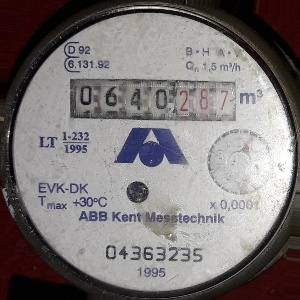 D 92
6.131.92
B · H · A · V
Qn 1,5 m³/h
0640287 m³
LT 1-232
1995
EVK-DK
Tmax +30°C
x 0,0001
ABB Kent Messtechnik
04363235
1995